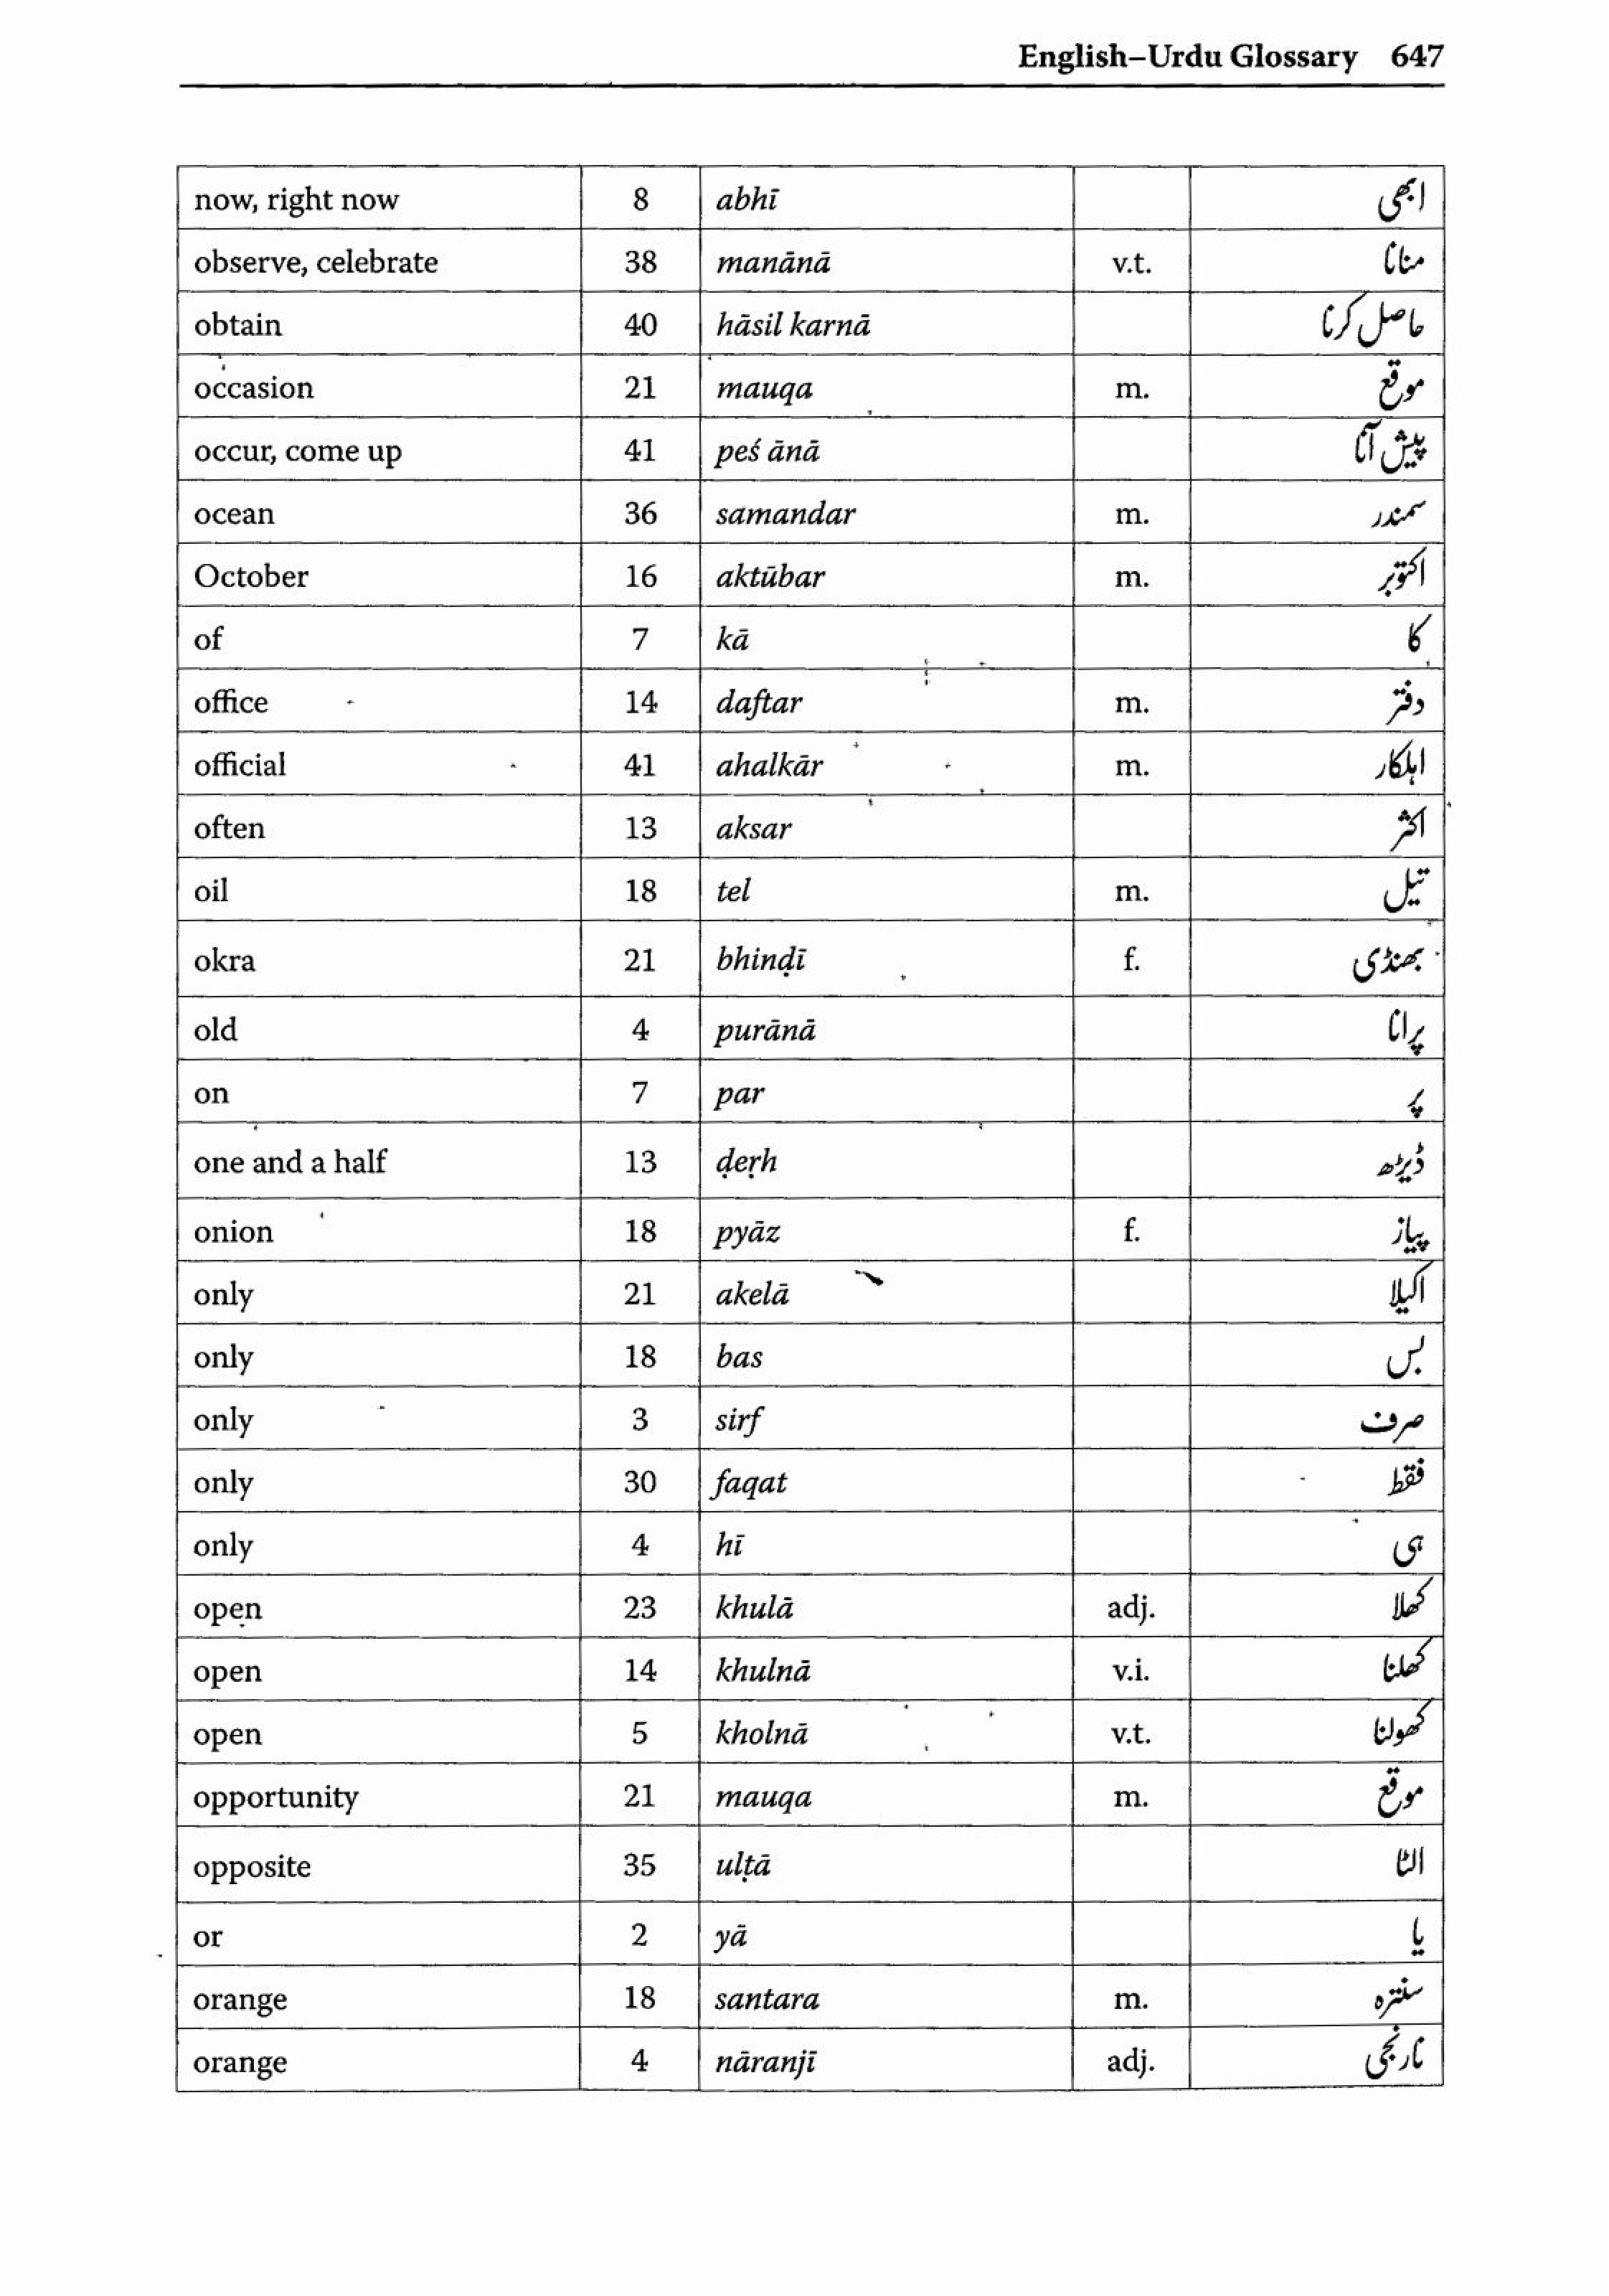 English–Urdu Glossary 647
now, right now 8 abhī ابھی
observe, celebrate 38 manānā v.t. منانا
obtain 40 hāsil karnā حاصل کرنا
occasion 21 mauqa m. موقع
occur, come up 41 peś ānā پیش آنا
ocean 36 samandar m. سمندر
October 16 aktūbar m. اکتوبر
of 7 kā کا
office 14 daftar m. دفتر
official 41 ahalkār m. اہلکار
often 13 aksar اکثر
oil 18 tel m. تیل
okra 21 bhinḍī f. بھنڈی
old 4 purānā پرانا
on 7 par پر
one and a half 13 ḍeṛh ڈیڑھ
onion 18 pyāz f. پیاز
only 21 akelā اکیلا
only 18 bas بس
only 3 sirf صرف
only 30 faqat فقط
only 4 hī ہی
open 23 khulā adj. کھلا
open 14 khulnā v.i. کھلنا
open 5 kholnā v.t. کھولنا
opportunity 21 mauqa m. موقع
opposite 35 ulṭā الٹا
or 2 yā یا
orange 18 santara m. سنترہ
orange 4 nāranjī adj. نارنجی